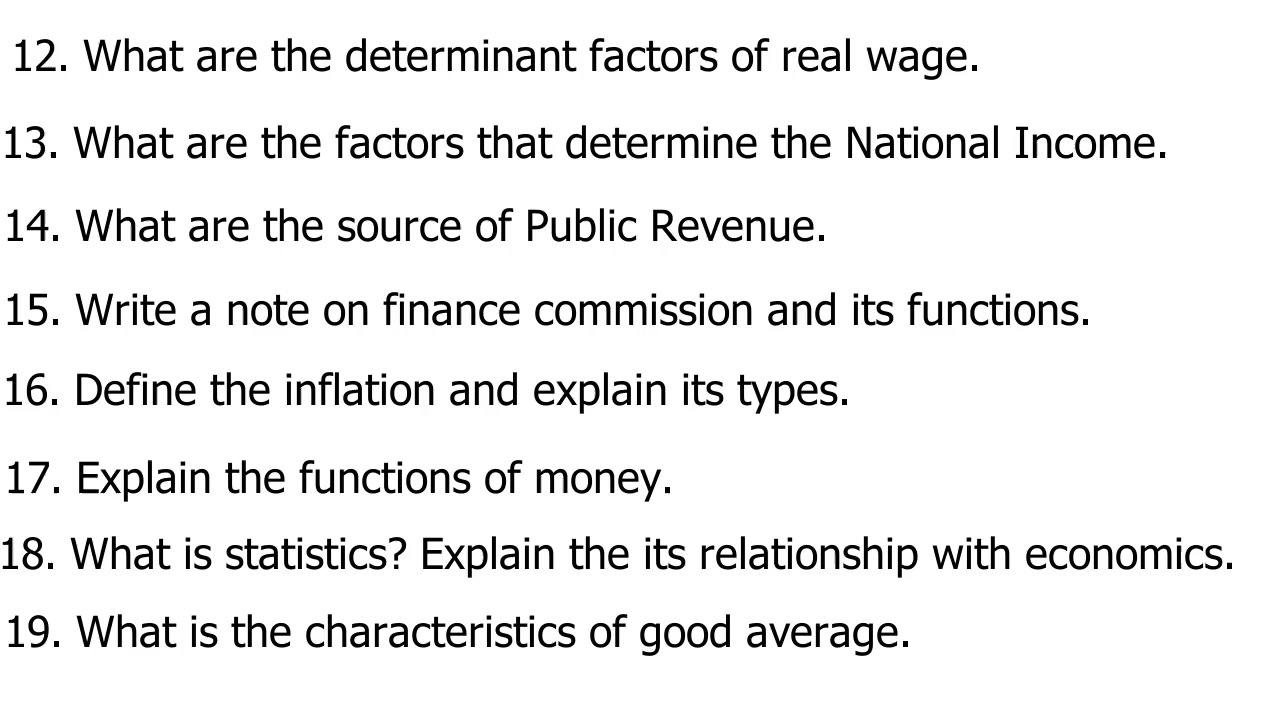 12. What are the determinant factors of real wage.
13. What are the factors that determine the National Income.
14. What are the source of Public Revenue.
15. Write a note on finance commission and its functions.
16. Define the inflation and explain its types.
17. Explain the functions of money.
18. What is statistics? Explain the its relationship with economics.
19. What is the characteristics of good average.